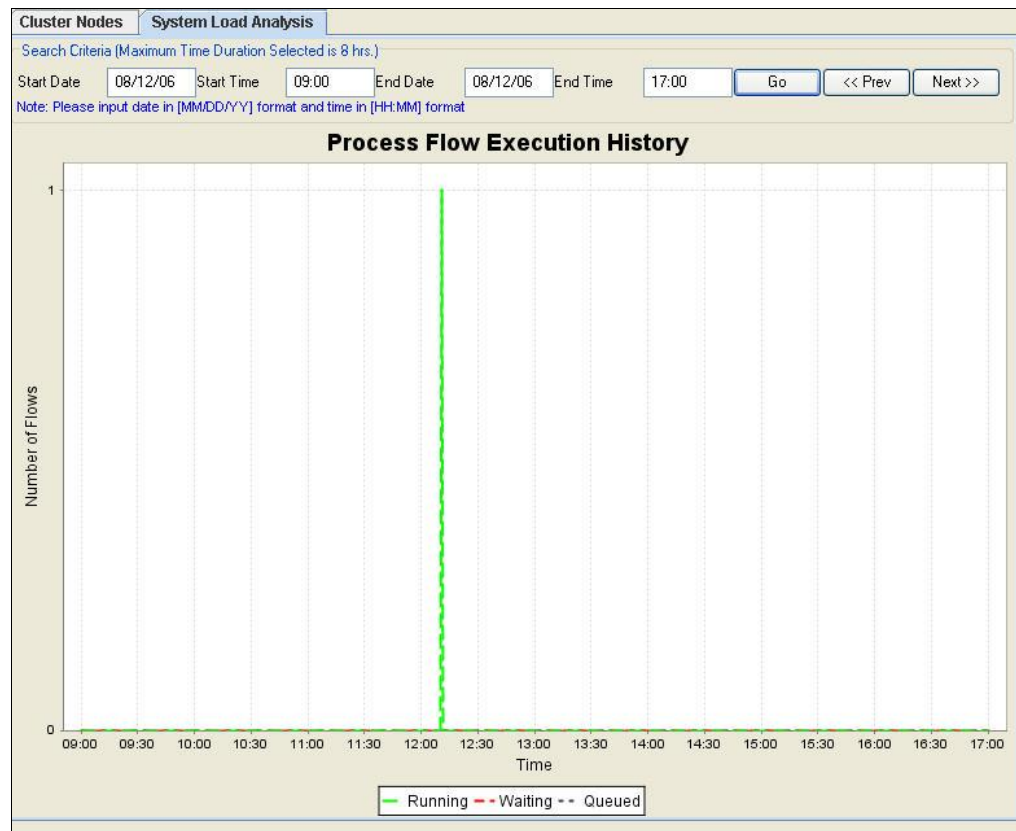 Cluster Nodes System Load Analysis
Search Criteria (Maximum Time Duration Selected is 8 hrs.)
Start Date 08/12/06 Start Time 09:00 End Date 08/12/06 End Time 17:00 Go << Prev Next >>
Note: Please input date in [MM/DD/YY] format and time in [HH:MM] format
Process Flow Execution History
1
Number of Flows
0
09:00 09:30 10:00 10:30 11:00 11:30 12:00 12:30 13:00 13:30 14:00 14:30 15:00 15:30 16:00 16:30 17:00
Time
Running Waiting Queued